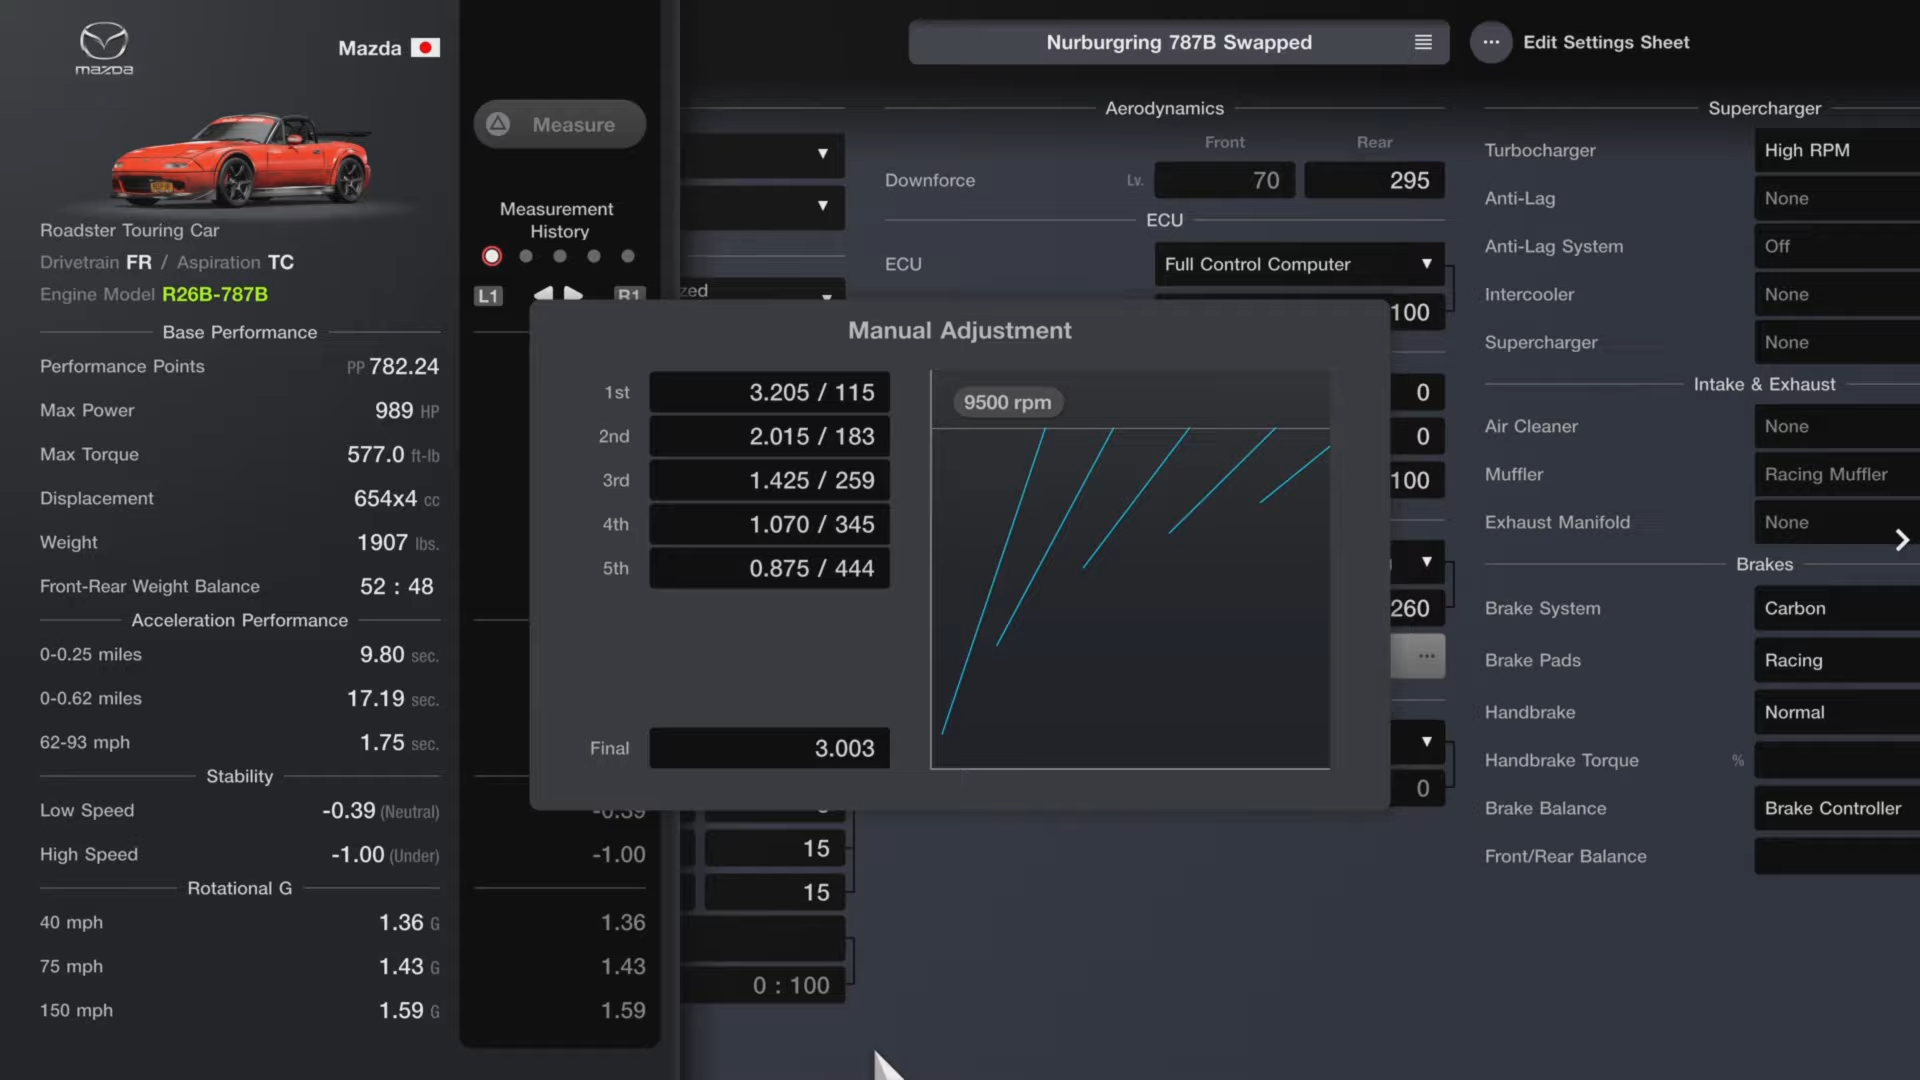 mazda
Mazda
Roadster Touring Car
Drivetrain FR / Aspiration TC
Engine Model R26B-787B
Base Performance
Performance Points PP 782.24
Max Power 989 HP
Max Torque 577.0 ft-lb
Displacement 654x4 cc
Weight 1907 lbs.
Front-Rear Weight Balance 52 : 48
Acceleration Performance
0-0.25 miles 9.80 sec.
0-0.62 miles 17.19 sec.
62-93 mph 1.75 sec.
Stability
Low Speed -0.39 (Neutral)
High Speed -1.00 (Under)
Rotational G
40 mph 1.36 G
75 mph 1.43 G
150 mph 1.59 G
Measure
Measurement
History
L1 R1
-0.39
-1.00
1.36
1.43
1.59
15
15
0 : 100
Nurburgring 787B Swapped
Edit Settings Sheet
Aerodynamics
Front Rear
Downforce Lv. 70 295
ECU
ECU Full Control Computer
100
0
0
100
260
0
Manual Adjustment
1st 3.205 / 115
2nd 2.015 / 183
3rd 1.425 / 259
4th 1.070 / 345
5th 0.875 / 444
Final 3.003
9500 rpm
Supercharger
Turbocharger High RPM
Anti-Lag None
Anti-Lag System Off
Intercooler None
Supercharger None
Intake & Exhaust
Air Cleaner None
Muffler Racing Muffler
Exhaust Manifold None
Brakes
Brake System Carbon
Brake Pads Racing
Handbrake Normal
Handbrake Torque %
Brake Balance Brake Controller
Front/Rear Balance